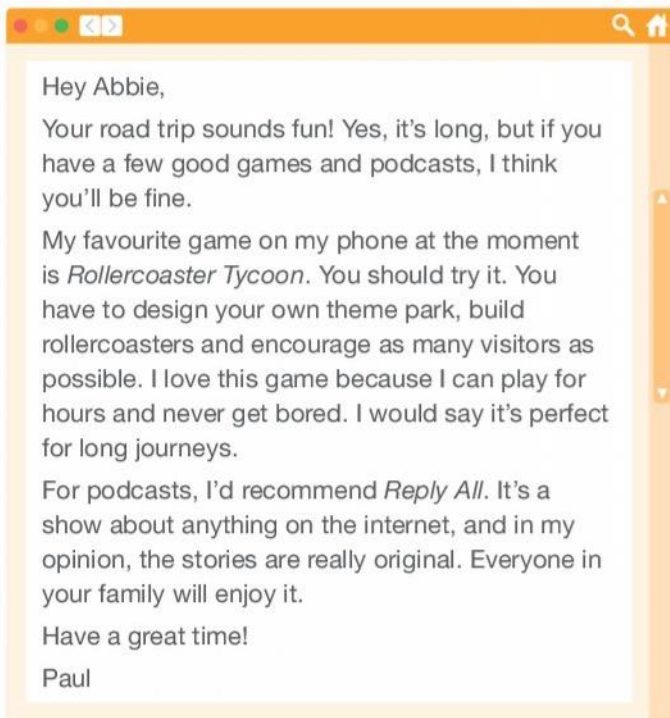 Hey Abbie,
Your road trip sounds fun! Yes, it's long, but if you
have a few good games and podcasts, I think
you'll be fine.
My favourite game on my phone at the moment
is Rollercoaster Tycoon. You should try it. You
have to design your own theme park, build
rollercoasters and encourage as many visitors as
possible. I love this game because I can play for
hours and never get bored. I would say it's perfect
for long journeys.
For podcasts, I'd recommend Reply All. It's a
show about anything on the internet, and in my
opinion, the stories are really original. Everyone in
your family will enjoy it.
Have a great time!
Paul